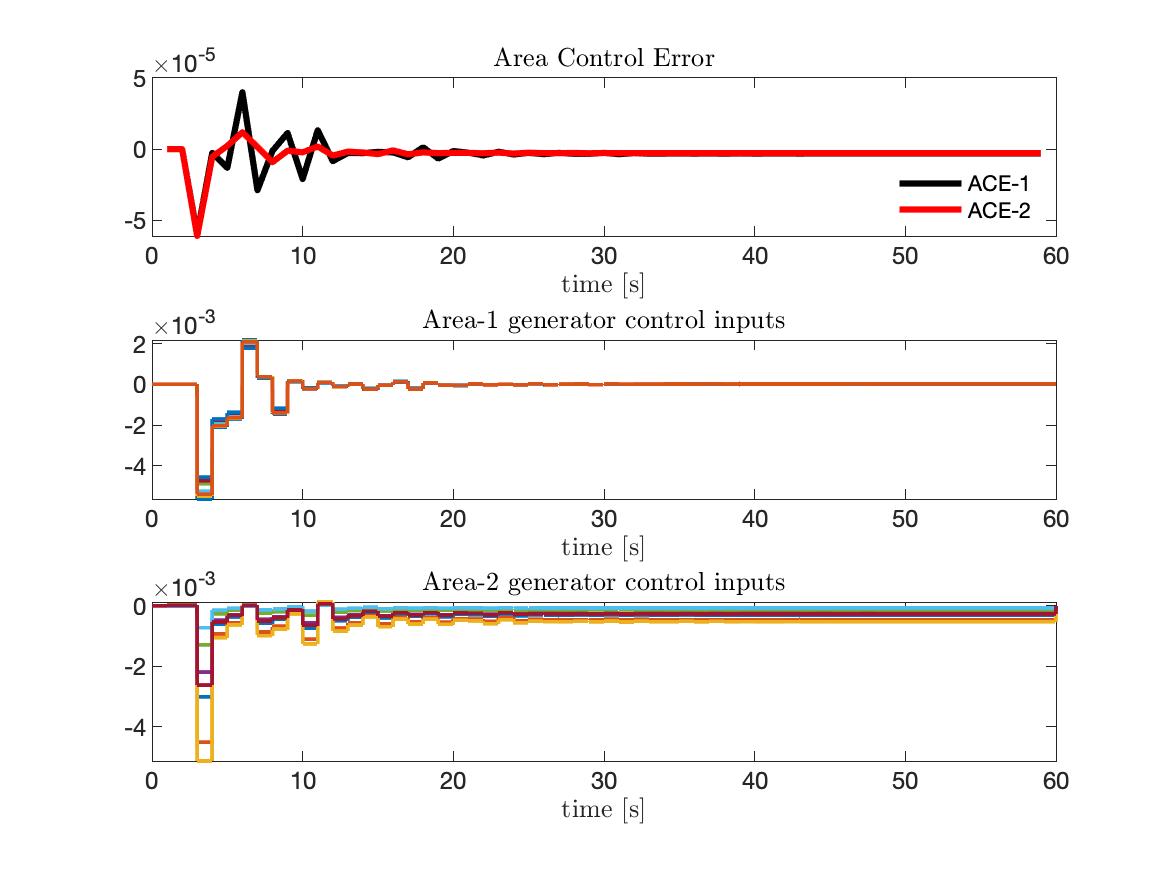 Area Control Error
×10⁻⁵
5
0
-5
ACE-1
ACE-2
0 10 20 30 40 50 60
time [s]
Area-1 generator control inputs
×10⁻³
2
0
-2
-4
0 10 20 30 40 50 60
time [s]
Area-2 generator control inputs
×10⁻³
0
-2
-4
0 10 20 30 40 50 60
time [s]